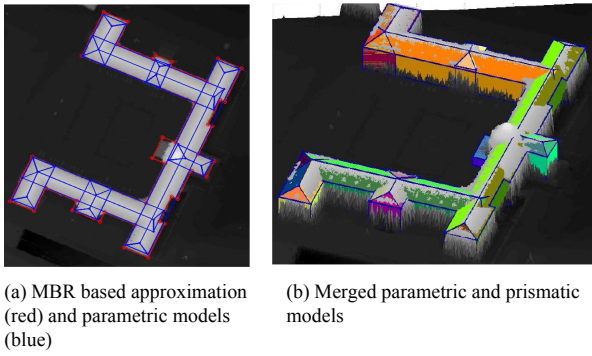 (a) MBR based approximation
(red) and parametric models
(blue)
(b) Merged parametric and prismatic
models